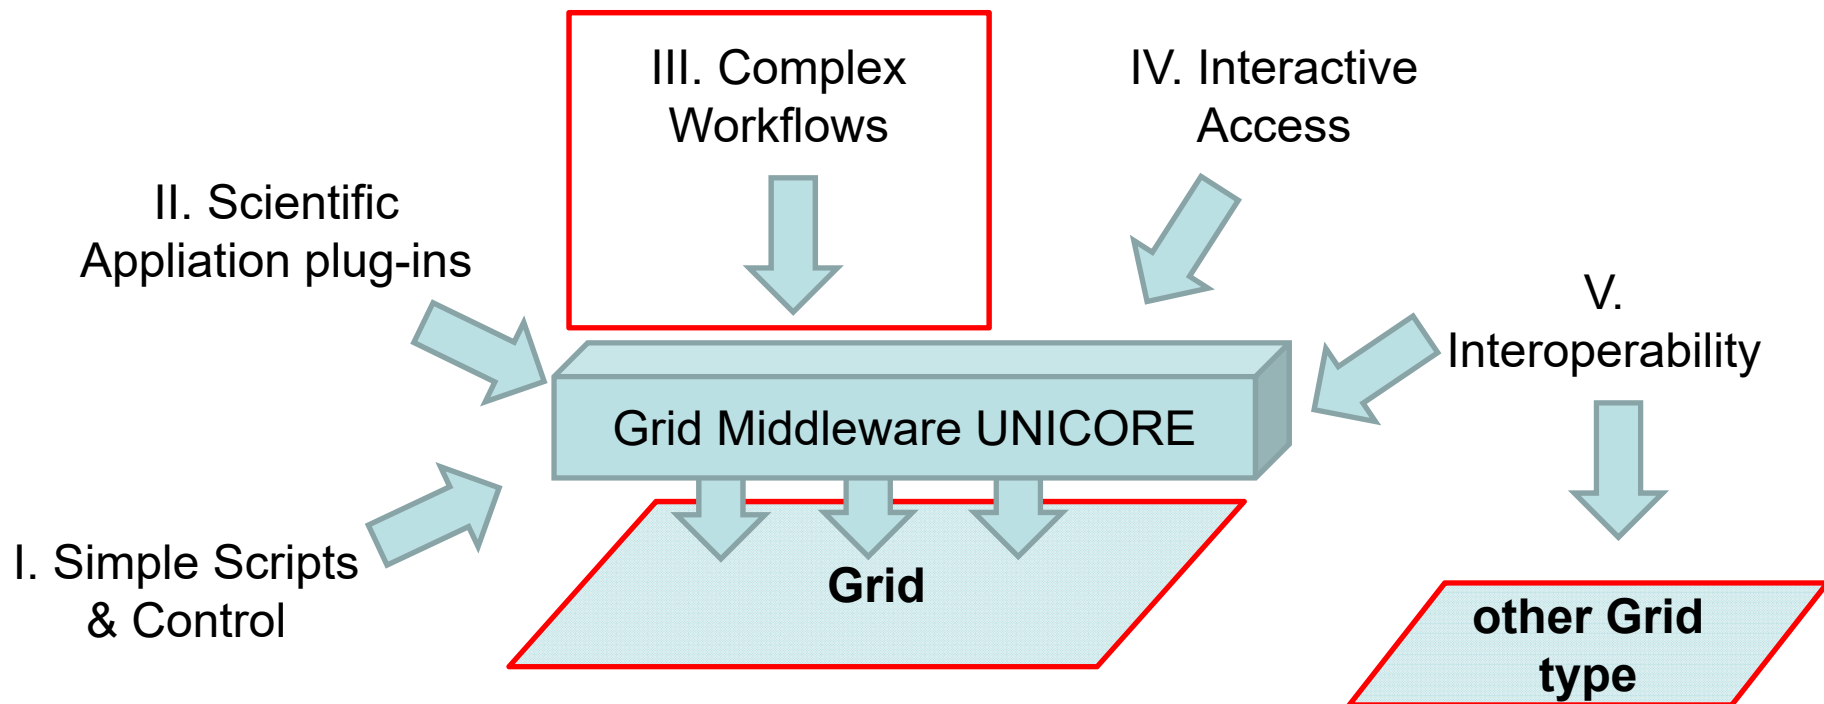 III. Complex
Workflows
IV. Interactive
Access
II. Scientific
Appliation plug-ins
V.
Interoperability
Grid Middleware UNICORE
I. Simple Scripts
& Control
Grid
other Grid
type